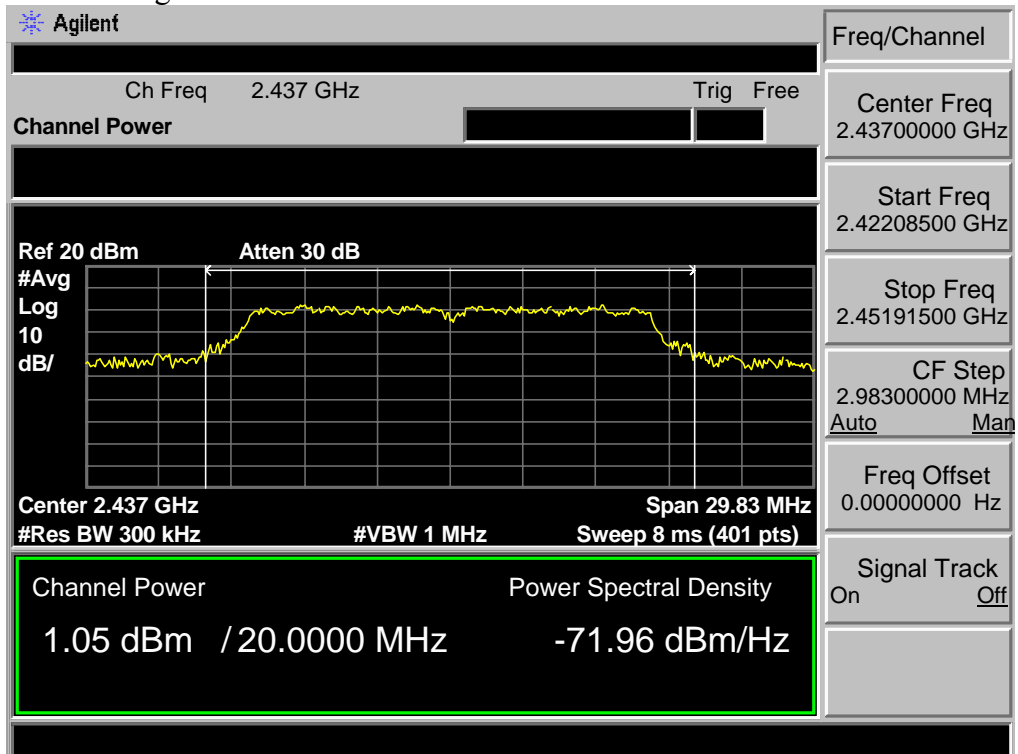 Agilent
Freq/Channel
Ch Freq 2.437 GHz Trig Free
Channel Power
Center Freq
2.43700000 GHz
Start Freq
2.42208500 GHz
Ref 20 dBm Atten 30 dB
#Avg
Log
10
dB/
Stop Freq
2.45191500 GHz
CF Step
2.98300000 MHz
Auto Man
Center 2.437 GHz Span 29.83 MHz
#Res BW 300 kHz #VBW 1 MHz Sweep 8 ms (401 pts)
Freq Offset
0.00000000 Hz
Channel Power Power Spectral Density
1.05 dBm / 20.0000 MHz -71.96 dBm/Hz
Signal Track
On Off